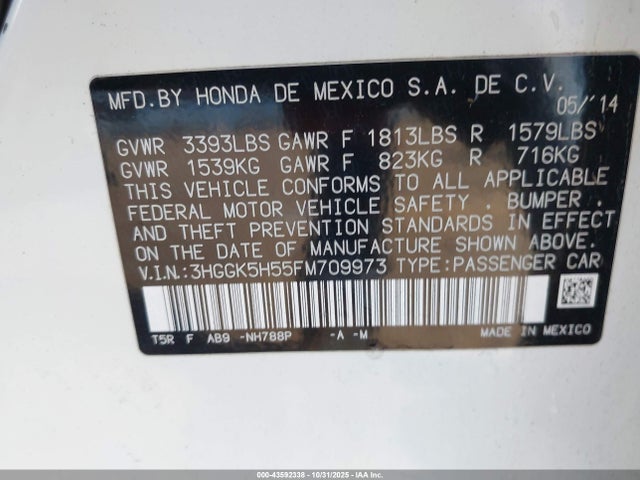 MFD.BY HONDA DE MEXICO S.A. DE C.V.
05/'14
GVWR 3393LBS GAWR F 1813LBS R 1579LBS
GVWR 1539KG GAWR F 823KG R 716KG
THIS VEHICLE CONFORMS TO ALL APPLICABLE
FEDERAL MOTOR VEHICLE SAFETY . BUMPER .
AND THEFT PREVENTION STANDARDS IN EFFECT
ON THE DATE OF MANUFACTURE SHOWN ABOVE.
V.I.N.:3HGGK5H55FM709973 TYPE:PASSENGER CAR
T5R F AB9 -NH788P -A -M MADE IN MEXICO
000-43592338 - 10/31/2025 - IAAI.COM